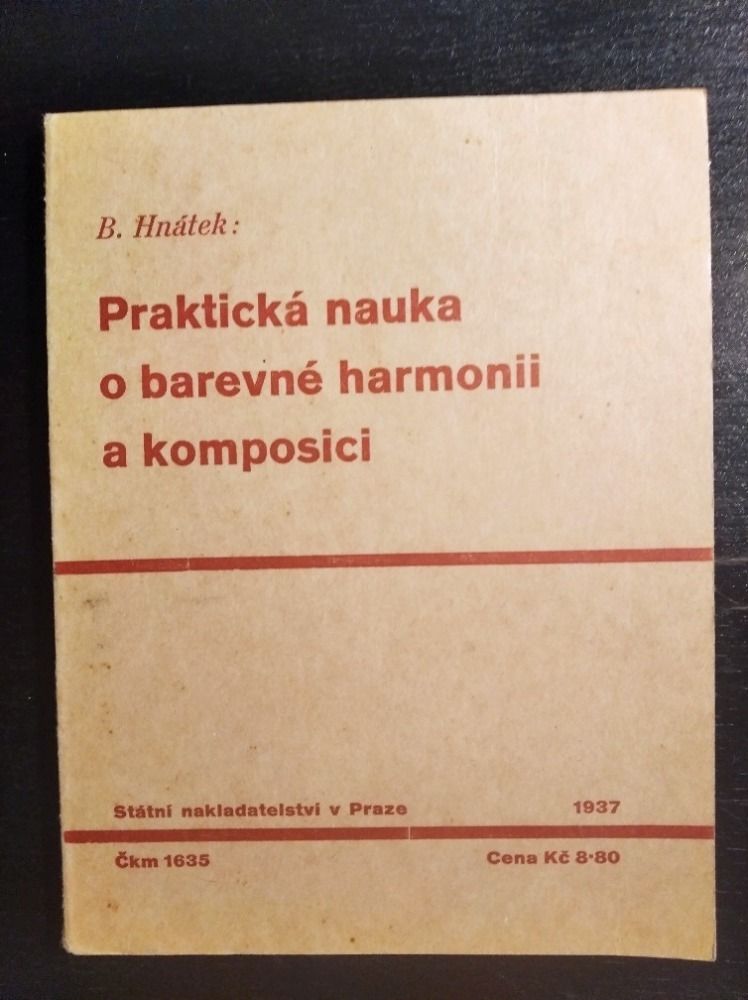 B. Hnátek:
Praktická nauka
o barevné harmonii
a komposici
Státní nakladatelství v Praze 1937
Čkm 1635 Cena Kč 8·80